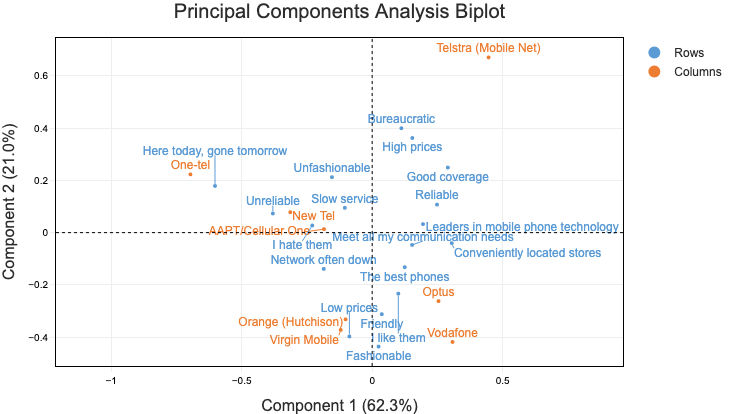 Principal Components Analysis Biplot
Rows
Columns
Component 2 (21.0%)
0.6
0.4
0.2
0
−0.2
−0.4
Telstra (Mobile Net)
Bureaucratic
High prices
Here today, gone tomorrow
One-tel
Unfashionable
Good coverage
Unreliable
Slow service
Reliable
New Tel
AAPT/Cellular One
Leaders in mobile phone technology
I hate them
Meet all my communication needs
Conveniently located stores
Network often down
The best phones
Optus
Low prices
Orange (Hutchison)
Friendly
Virgin Mobile
I like them
Vodafone
Fashionable
−1
−0.5
0
0.5
Component 1 (62.3%)